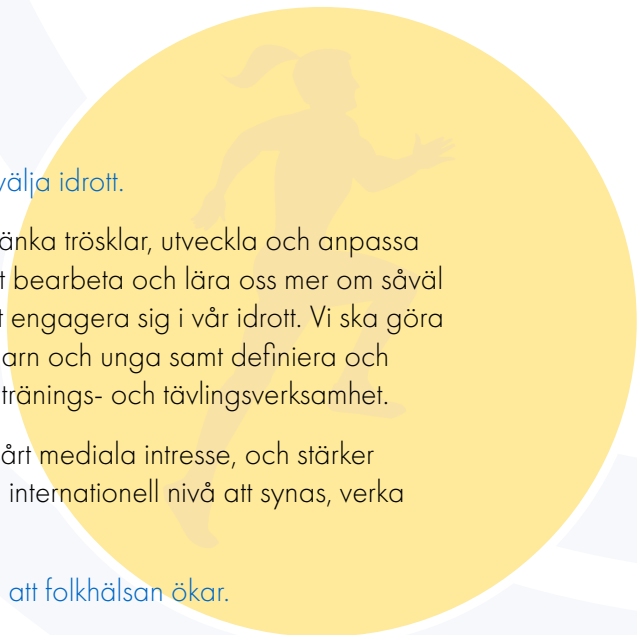 välja idrott.
änka trösklar, utveckla och anpassa
t bearbeta och lära oss mer om såväl
t engagera sig i vår idrott. Vi ska göra
arn och unga samt definiera och
tränings- och tävlingsverksamhet.
årt mediala intresse, och stärker
internationell nivå att synas, verka
att folkhälsan ökar.